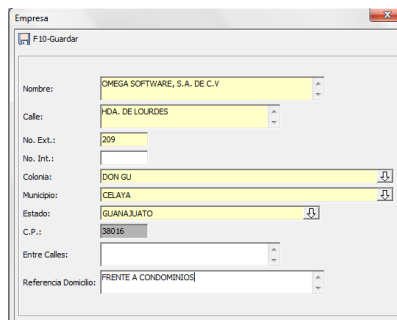 Empresa
F10-Guardar
Nombre: OMEGA SOFTWARE, S.A. DE C.V
Calle: HDA. DE LOURDES
No. Ext.: 209
No. Int.:
Colonia: DON GU
Municipio: CELAYA
Estado: GUANAJUATO
C.P.: 38016
Entre Calles:
Referencia Domicilio: FRENTE A CONDOMINIOS